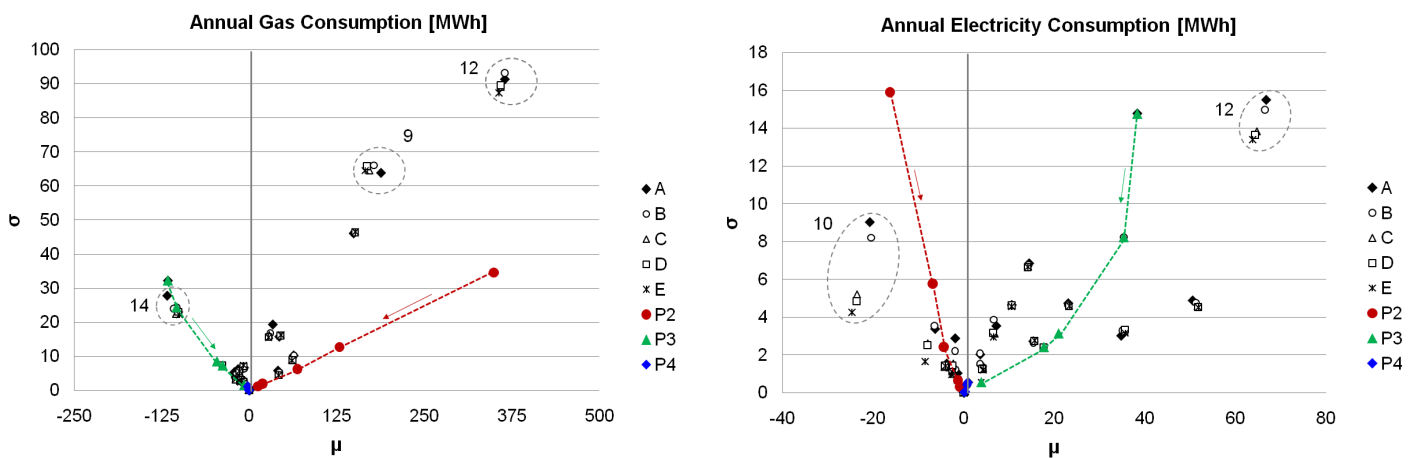 Annual Gas Consumption [MWh]
100
90
80
70
60
50
40
30
20
10
0
-250
-125
0
125
250
375
500
σ
μ
12
9
14
A
B
C
D
E
P2
P3
P4
Annual Electricity Consumption [MWh]
18
16
14
12
10
8
6
4
2
0
-40
-20
0
20
40
60
80
σ
μ
10
12
A
B
C
D
E
P2
P3
P4